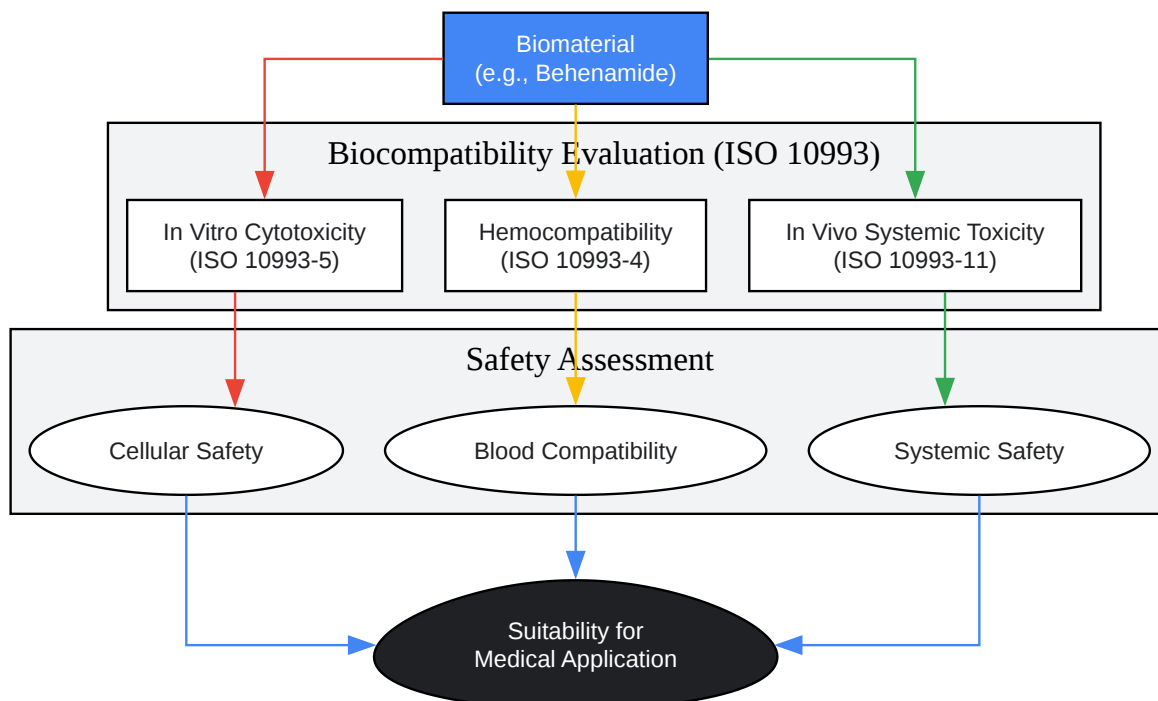 Biomaterial
(e.g., Behenamide)
Biocompatibility Evaluation (ISO 10993)
In Vitro Cytotoxicity
(ISO 10993-5)
Hemocompatibility
(ISO 10993-4)
In Vivo Systemic Toxicity
(ISO 10993-11)
Safety Assessment
Cellular Safety
Blood Compatibility
Systemic Safety
Suitability for
Medical Application